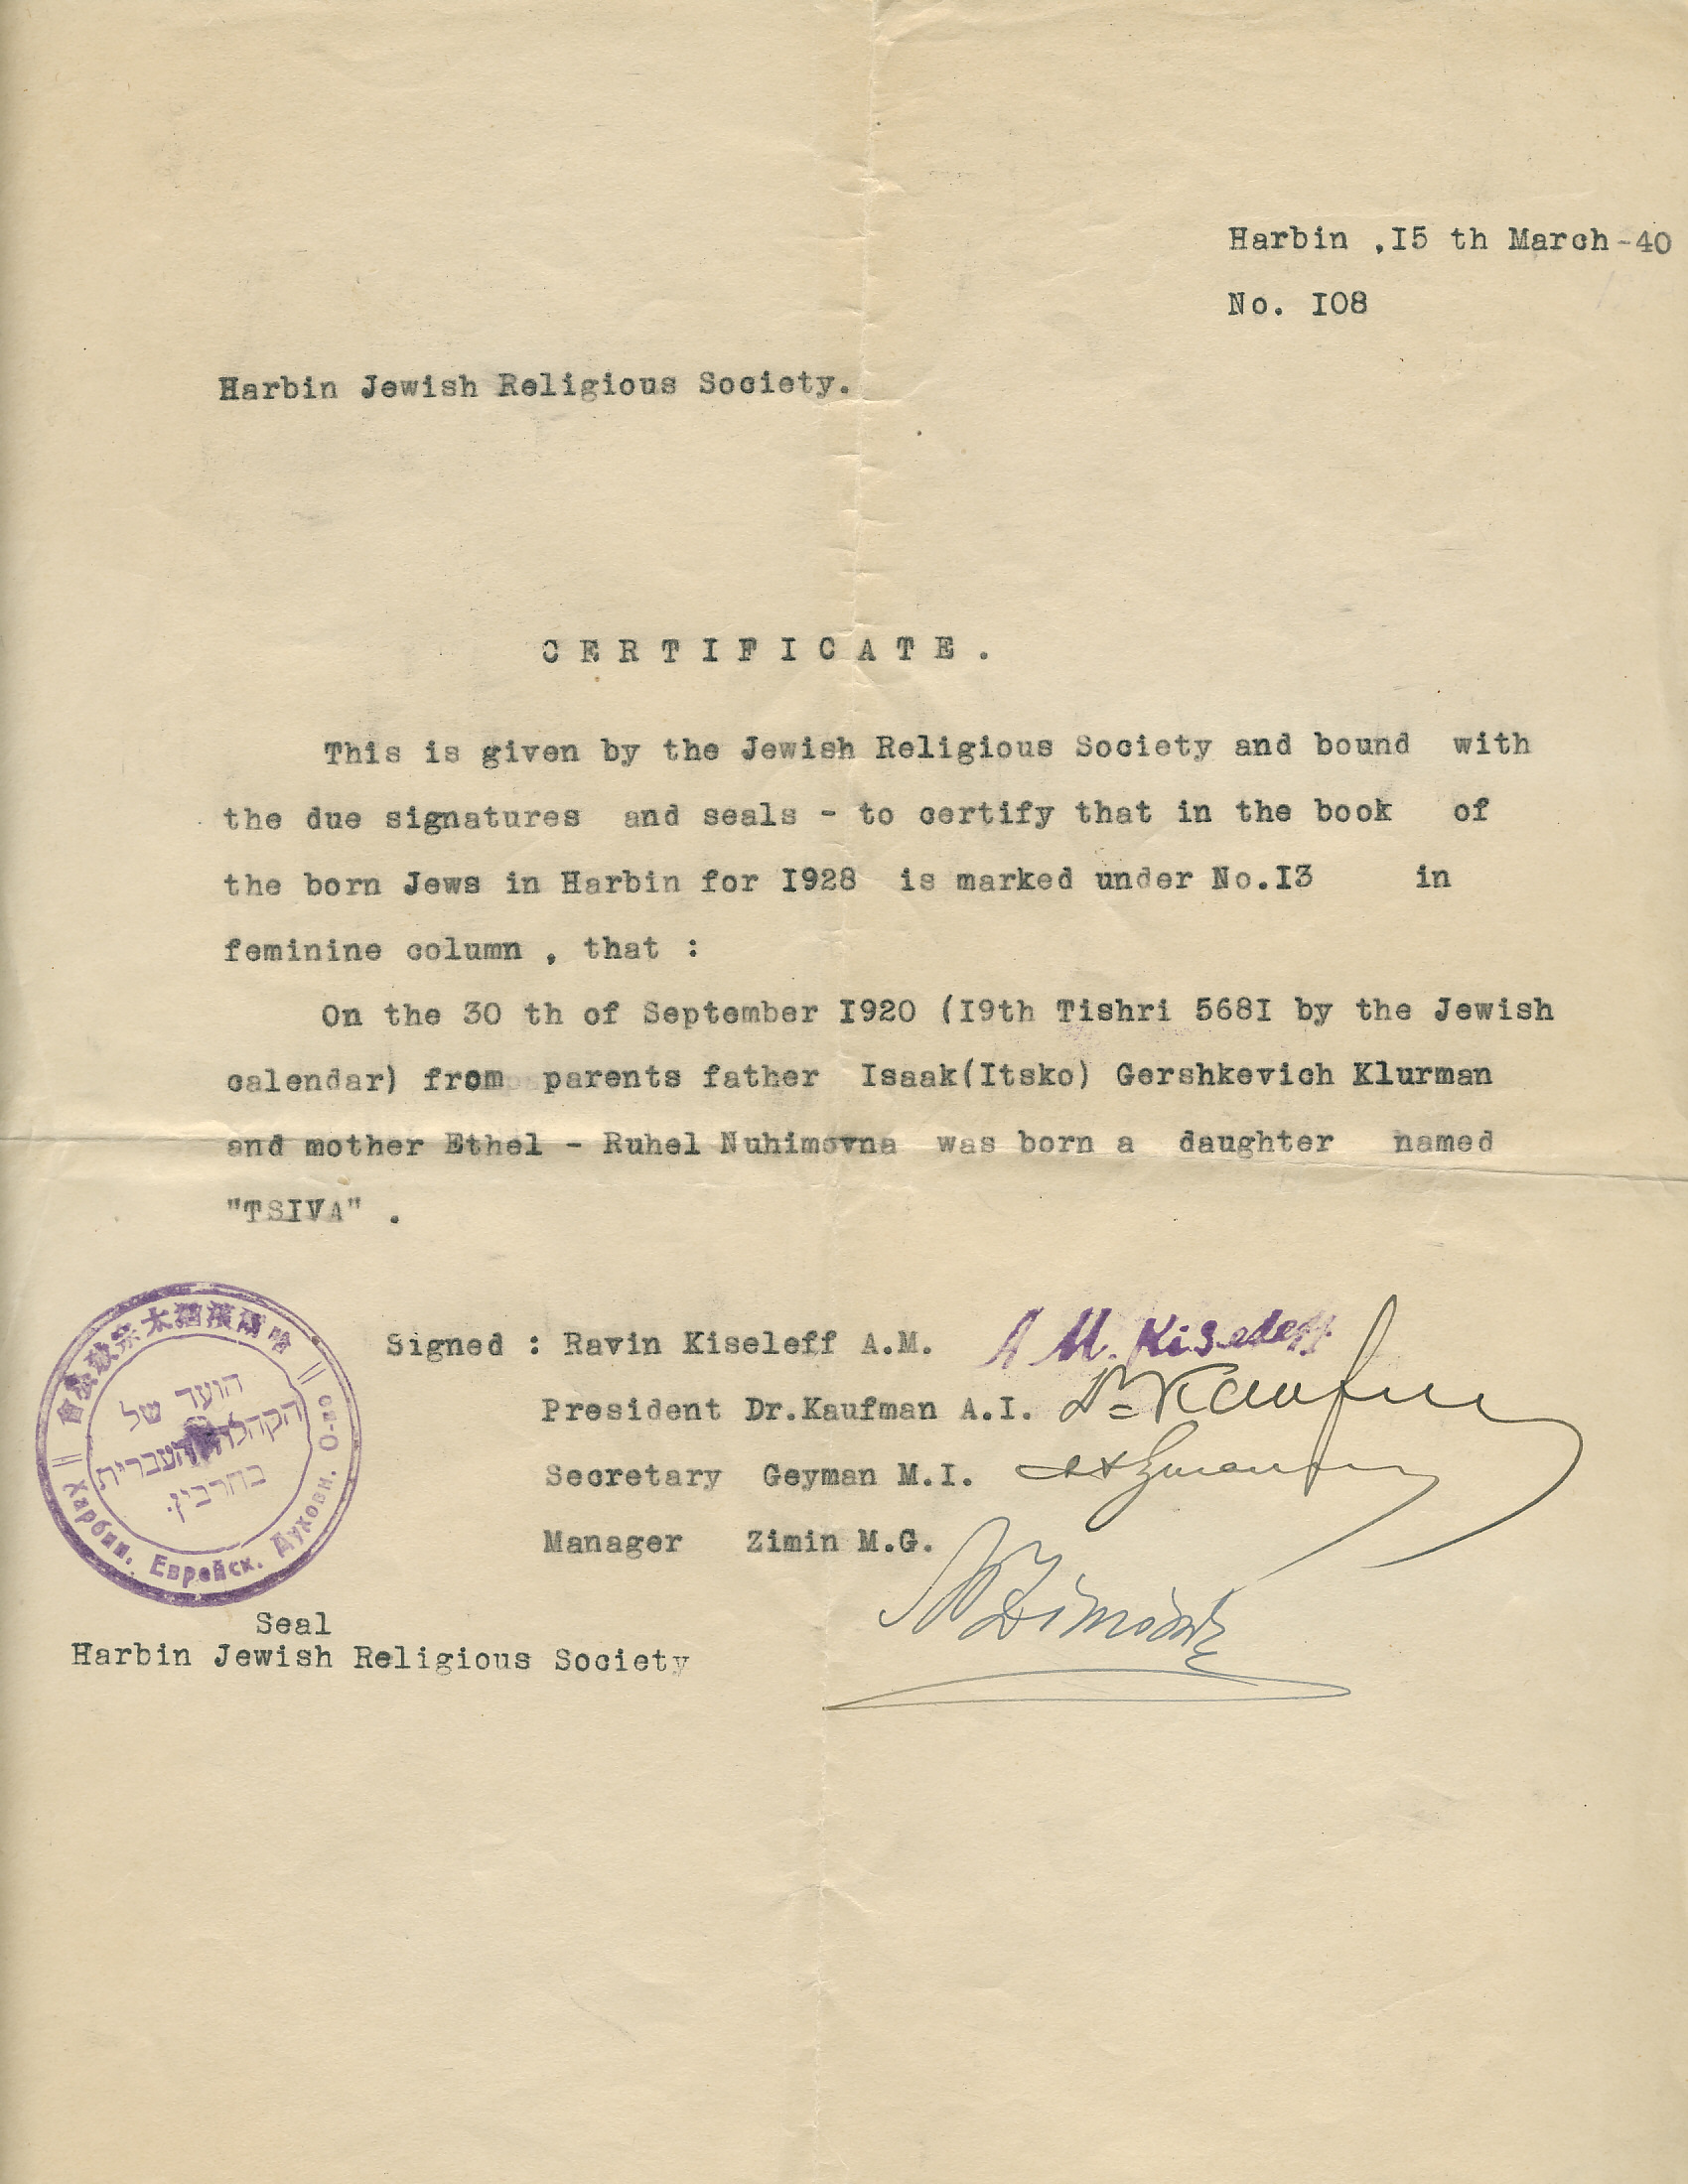 Harbin ,I5 th March-40
No. I08
Harbin Jewish Religious Society.
CERTIFICATE.
This is given by the Jewish Religious Society and bound with
the due signatures and seals - to certify that in the book of
the born Jews in Harbin for I928 is marked under No.I3 in
feminine column , that :
On the 30 th of September I920 (I9th Tishri 568I by the Jewish
calendar) from parents father Isaak(Itsko) Gershkevich Klurman
and mother Ethel - Ruhel Nuhimovna was born a daughter named
"TSIVA" .
Signed : Ravin Kiseleff A.M. A M. Kiseleff
President Dr.Kaufman A.I. Dr Kaufman
Secretary Geyman M.I.
Manager Zimin M.G.
הועד של
הקהלה העברית
בחרבין.
Харбин. Еврейск. Духовн. О-во
Seal
Harbin Jewish Religious Society